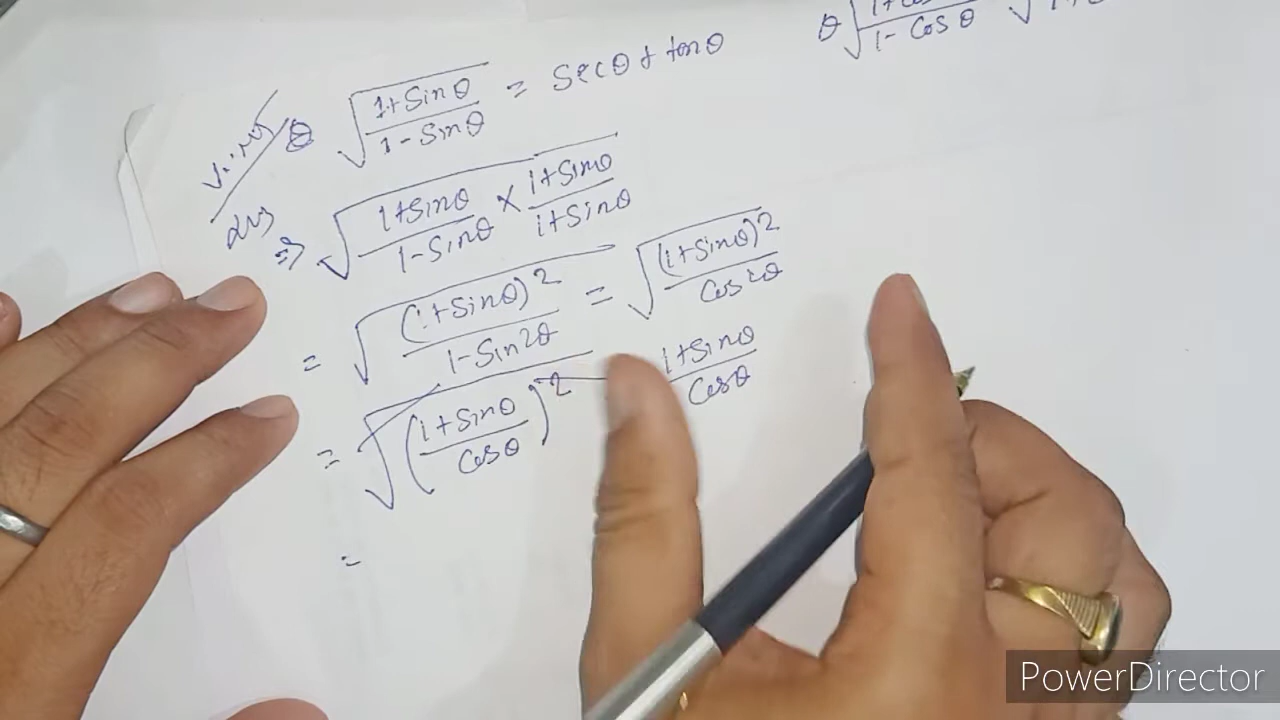 θ √(1+Sinθ / 1-Sinθ) = Secθ + tanθ
θ √(1+cos / 1-Cosθ) √
⇒ √(1+Sinθ / 1-Sinθ × 1+Sinθ / 1+Sinθ)
= √((1+Sinθ)² / 1-Sin²θ) = √((1+Sinθ)² / Cos²θ)
= √(1+Sinθ / Cosθ)² 1+Sinθ / Cosθ
=
PowerDirector